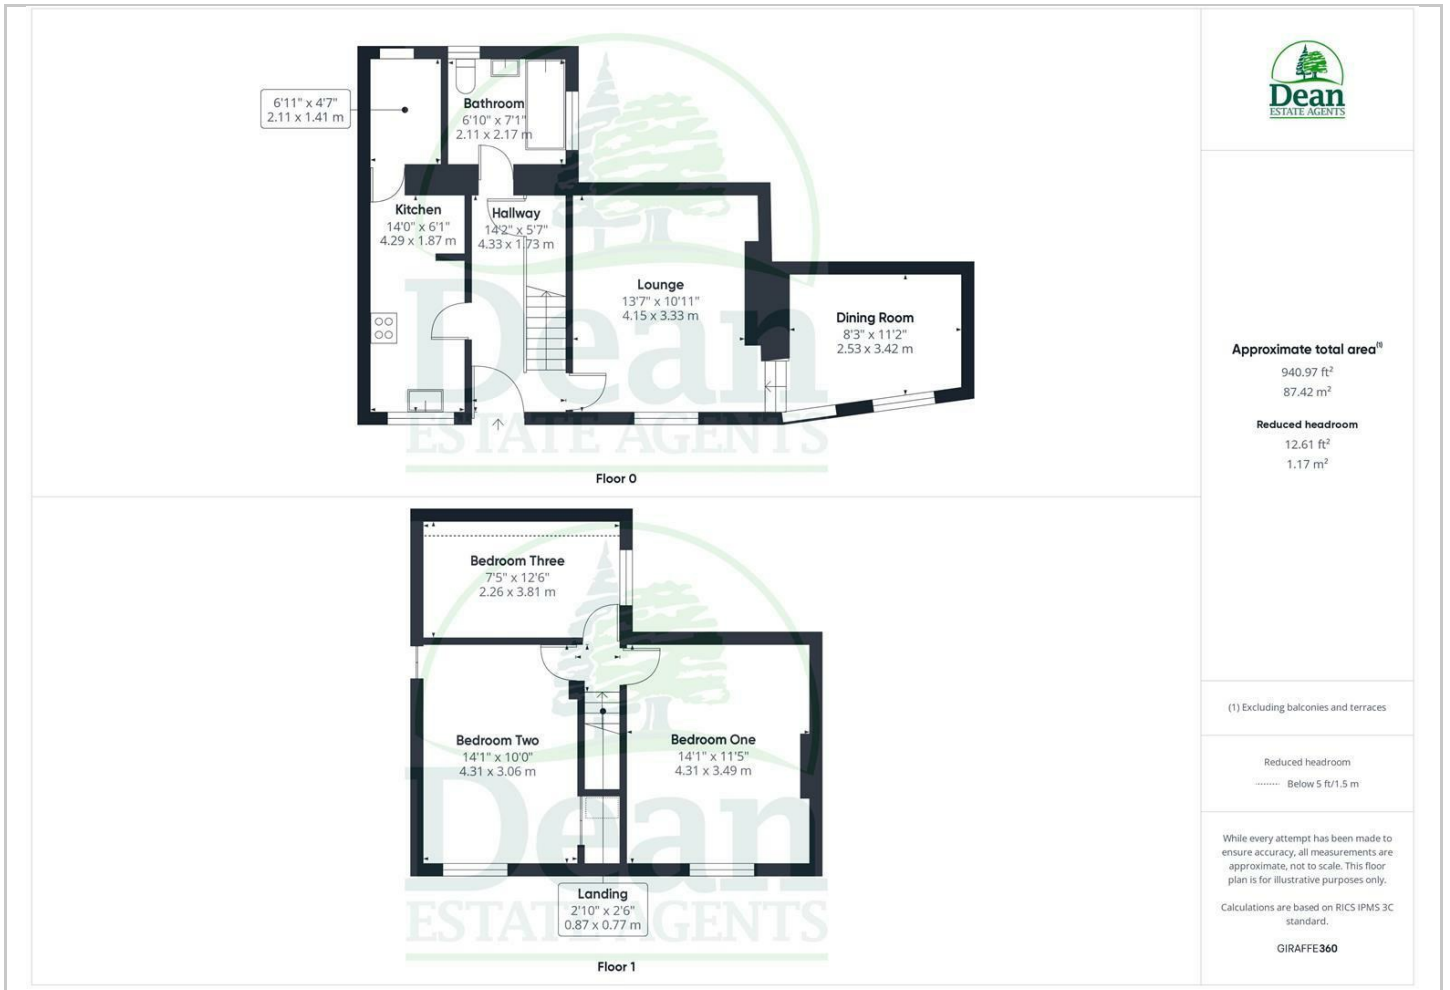 6'11" x 4'7"
2.11 x 1.41 m
Bathroom
6'10" x 7'1"
2.11 x 2.17 m
Kitchen
14'0" x 6'1"
4.29 x 1.87 m
Hallway
14'2" x 5'7"
4.33 x 1.73 m
Lounge
13'7" x 10'11"
4.15 x 3.33 m
Dining Room
8'3" x 11'2"
2.53 x 3.42 m
Dean
ESTATE AGENTS
Floor 0
Bedroom Three
7'5" x 12'6"
2.26 x 3.81 m
Bedroom Two
14'1" x 10'0"
4.31 x 3.06 m
Bedroom One
14'1" x 11'5"
4.31 x 3.49 m
Dean
ESTATE AGENTS
Landing
2'10" x 2'6"
0.87 x 0.77 m
Floor 1
Dean
ESTATE AGENTS
Approximate total area(1)
940.97 ft²
87.42 m²
Reduced headroom
12.61 ft²
1.17 m²
(1) Excluding balconies and terraces
Reduced headroom
Below 5 ft/1.5 m
While every attempt has been made to
ensure accuracy, all measurements are
approximate, not to scale. This floor
plan is for illustrative purposes only.
Calculations are based on RICS IPMS 3C
standard.
GIRAFFE360